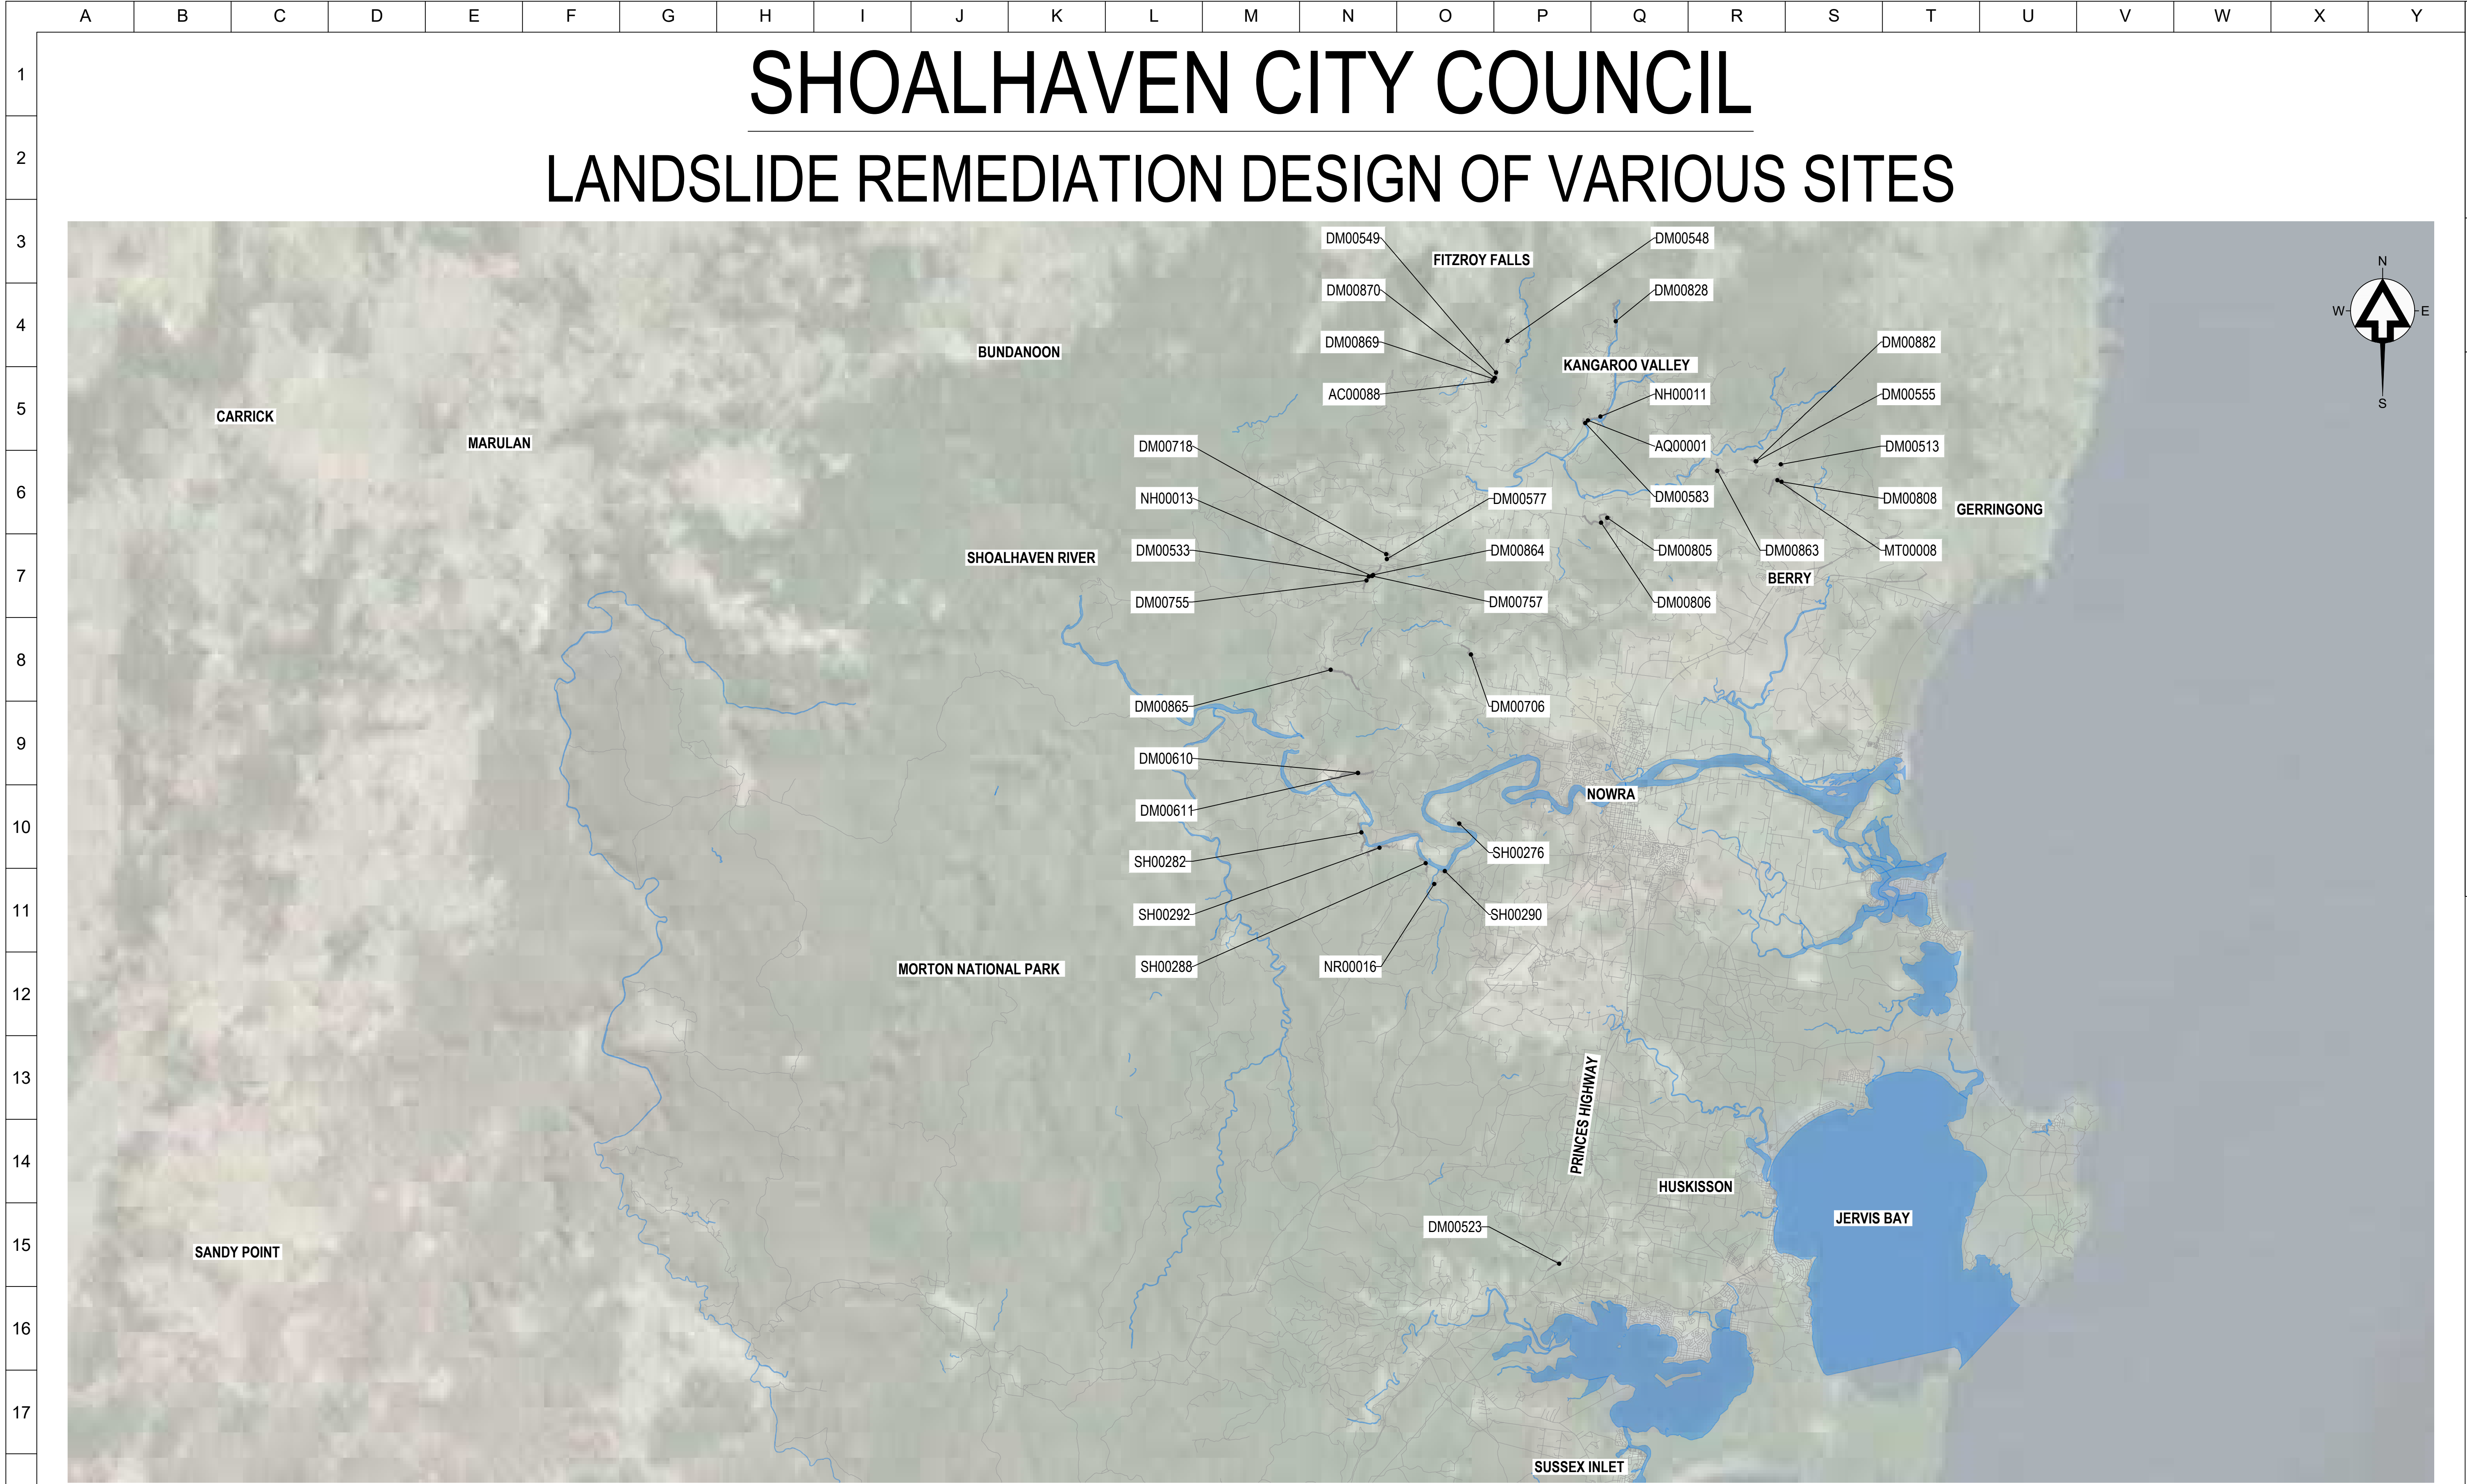 A B C D E F G H I J K L M N O P Q R S T U V W X Y
1
SHOALHAVEN CITY COUNCIL
2
LANDSLIDE REMEDIATION DESIGN OF VARIOUS SITES
3
DM00549
DM00548
FITZROY FALLS
N
DM00870
DM00828
4
W
E
DM00869
DM00882
BUNDANOON
KANGAROO VALLEY
AC00088
NH00011
DM00555
S
5
CARRICK
MARULAN
DM00718
AQ00001
DM00513
6
NH00013
DM00577
DM00583
DM00808
GERRINGONG
SHOALHAVEN RIVER
DM00533
DM00864
DM00805
DM00863
MT00008
7
BERRY
DM00755
DM00757
DM00806
8
DM00865
DM00706
9
DM00610
NOWRA
DM00611
10
SH00282
SH00276
11
SH00292
SH00290
MORTON NATIONAL PARK
SH00288
NR00016
12
13
PRINCES HIGHWAY
14
HUSKISSON
JERVIS BAY
DM00523
15
SANDY POINT
16
17
SUSSEX INLET